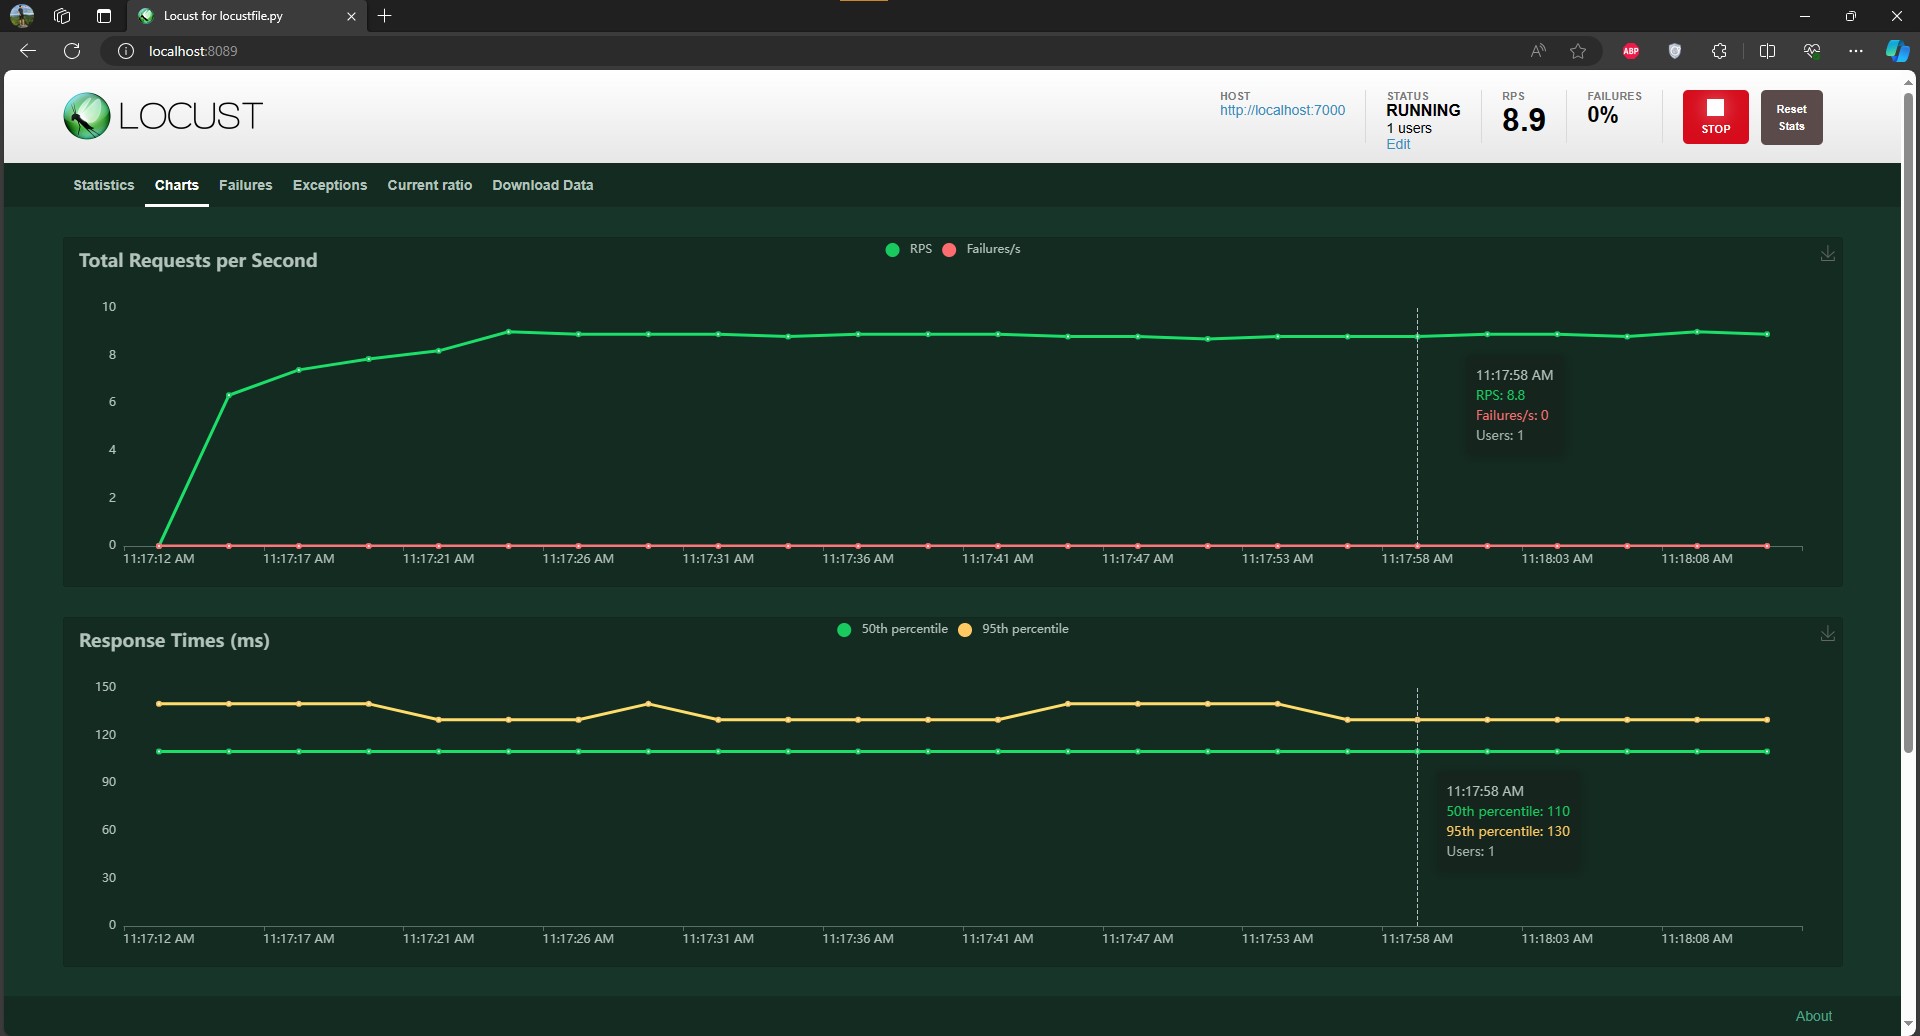 Locust for locustfile.py
localhost:8089
ABP
LOCUST
HOST
http://localhost:7000
STATUS
RUNNING
1 users
Edit
RPS
8.9
FAILURES
0%
STOP
Reset
Stats
Statistics Charts Failures Exceptions Current ratio Download Data
Total Requests per Second
RPS Failures/s
10
8
6
4
2
0
11:17:58 AM
RPS: 8.8
Failures/s: 0
Users: 1
11:17:12 AM 11:17:17 AM 11:17:21 AM 11:17:26 AM 11:17:31 AM 11:17:36 AM 11:17:41 AM 11:17:47 AM 11:17:53 AM 11:17:58 AM 11:18:03 AM 11:18:08 AM
Response Times (ms)
50th percentile 95th percentile
150
120
90
60
30
0
11:17:58 AM
50th percentile: 110
95th percentile: 130
Users: 1
11:17:12 AM 11:17:17 AM 11:17:21 AM 11:17:26 AM 11:17:31 AM 11:17:36 AM 11:17:41 AM 11:17:47 AM 11:17:53 AM 11:17:58 AM 11:18:03 AM 11:18:08 AM
About